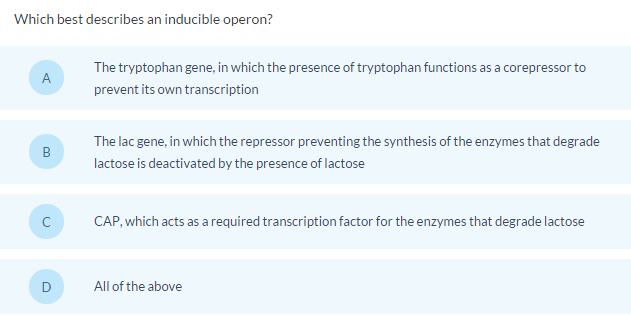 Which best describes an inducible operon?
A
The tryptophan gene, in which the presence of tryptophan functions as a corepressor to
prevent its own transcription
B
The lac gene, in which the repressor preventing the synthesis of the enzymes that degrade
lactose is deactivated by the presence of lactose
C
CAP, which acts as a required transcription factor for the enzymes that degrade lactose
D
All of the above